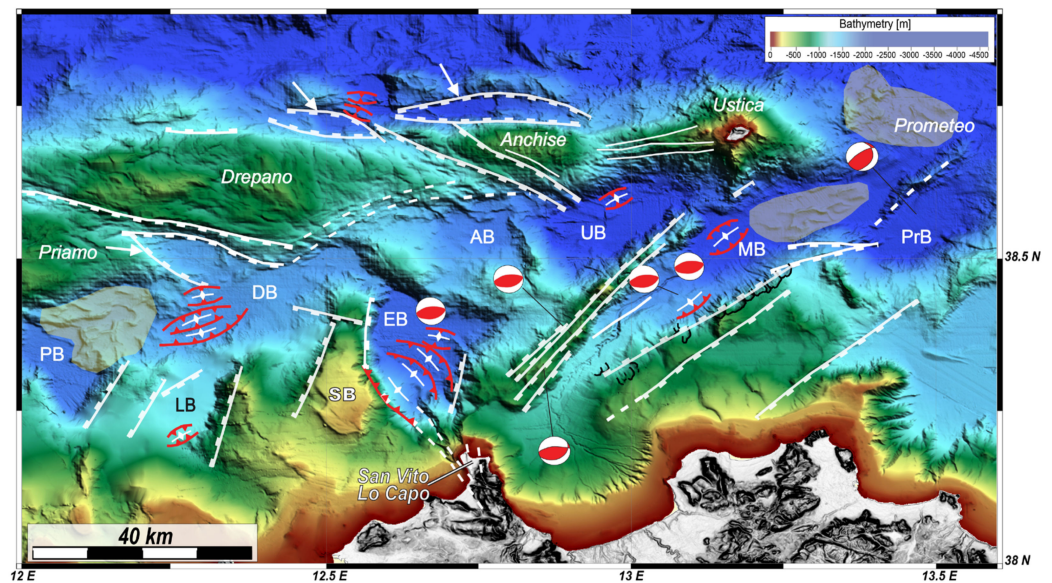 Bathymetry [m]
0 -500 -1000 -1500 -2000 -2500 -3000 -3500 -4000 -4500
Ustica
Prometeo
Anchise
Drepano
AB
UB
MB
PrB
38.5 N
Priamo
DB
EB
PB
SB
LB
San Vito
Lo Capo
40 km
38 N
12 E
12.5 E
13 E
13.5 E